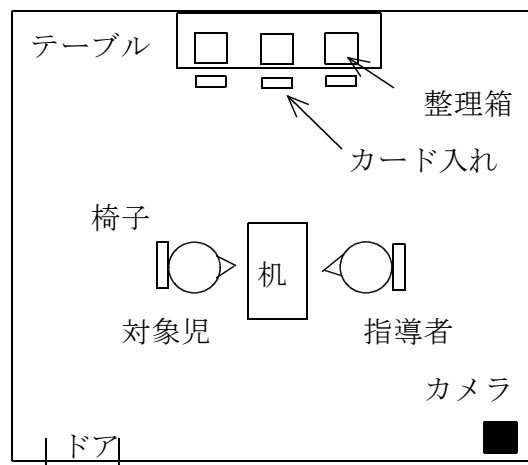 テーブル
整理箱
カード入れ
椅子
机
対象児
指導者
カメラ
ドア